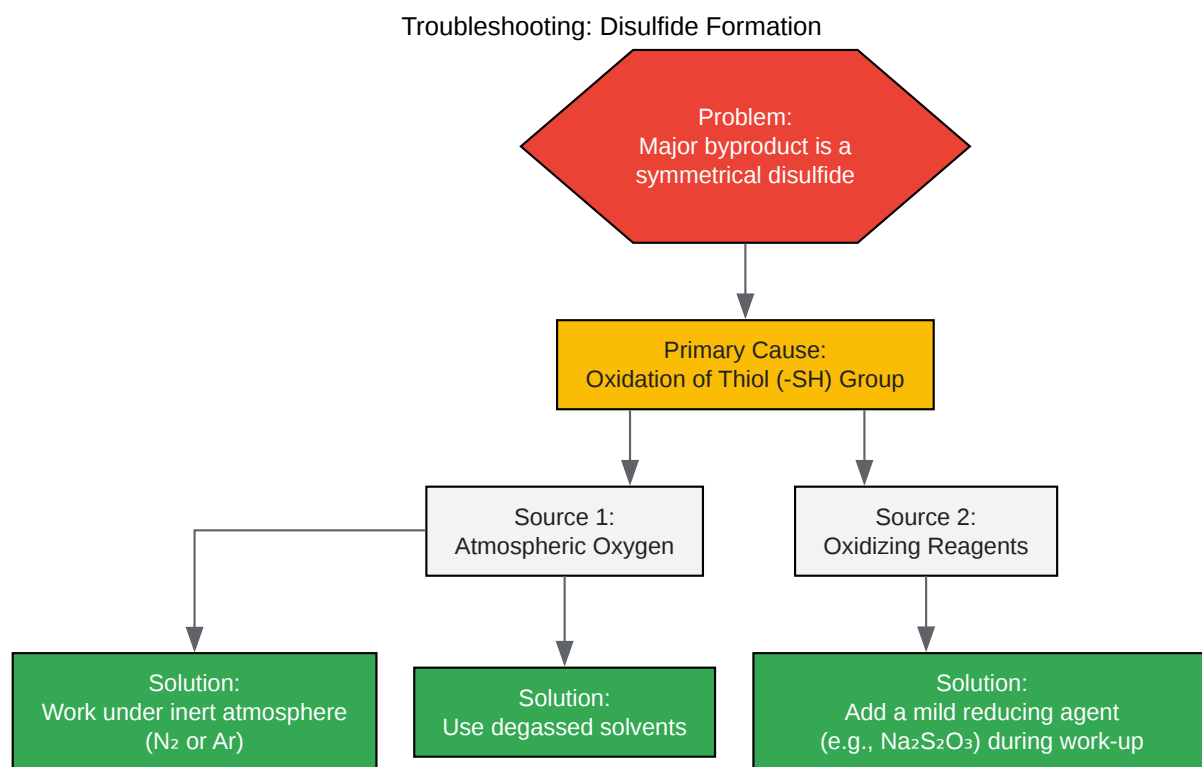 Troubleshooting: Disulfide Formation
Problem:
Major byproduct is a
symmetrical disulfide
Primary Cause:
Oxidation of Thiol (-SH) Group
Source 1:
Atmospheric Oxygen
Source 2:
Oxidizing Reagents
Solution:
Work under inert atmosphere
(N₂ or Ar)
Solution:
Use degassed solvents
Solution:
Add a mild reducing agent
(e.g., Na₂S₂O₃) during work-up